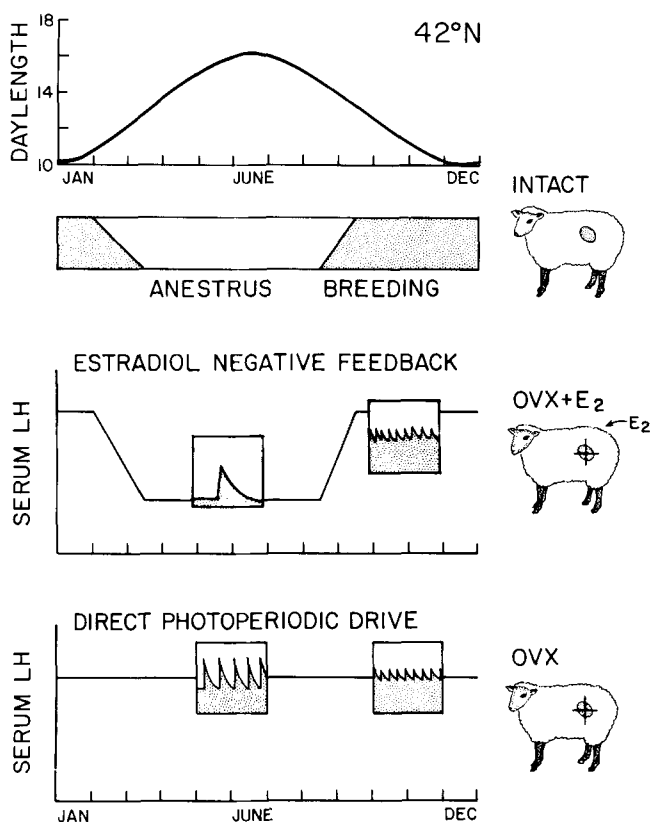 42°N
DAYLENGTH
18
14
10
JAN JUNE DEC
INTACT
ANESTRUS BREEDING
ESTRADIOL NEGATIVE FEEDBACK
SERUM LH
OVX+E₂
E₂
DIRECT PHOTOPERIODIC DRIVE
SERUM LH
OVX
JAN JUNE DEC